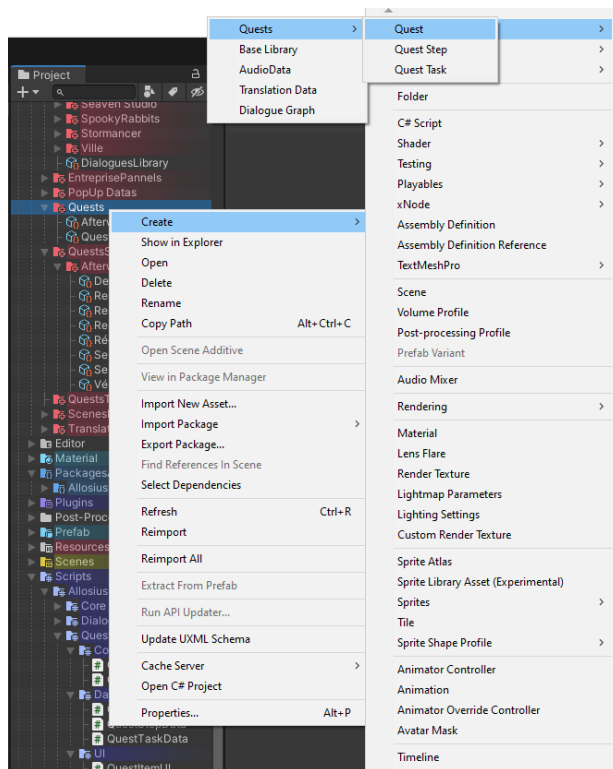 Quests
Base Library
AudioData
Translation Data
Dialogue Graph
Quest
Quest Step
Quest Task
Project
Seaven Studio
SpookyRabbits
Stormancer
Ville
DialoguesLibrary
EntreprisePannels
PopUp Datas
Quests
Editor
Material
Plugins
Prefab
Resources
Scenes
Scripts
Core
QuestTaskData
UI
QuestItemUI
Create
Show in Explorer
Open
Delete
Rename
Copy Path Alt+Ctrl+C
Open Scene Additive
View in Package Manager
Import New Asset...
Import Package
Export Package...
Find References In Scene
Select Dependencies
Refresh Ctrl+R
Reimport
Reimport All
Extract From Prefab
Run API Updater...
Update UXML Schema
Cache Server
Open C# Project
Properties... Alt+P
Folder
C# Script
Shader
Testing
Playables
xNode
Assembly Definition
Assembly Definition Reference
TextMeshPro
Scene
Volume Profile
Post-processing Profile
Prefab Variant
Audio Mixer
Rendering
Material
Lens Flare
Render Texture
Lightmap Parameters
Lighting Settings
Custom Render Texture
Sprite Atlas
Sprite Library Asset (Experimental)
Sprites
Tile
Sprite Shape Profile
Animator Controller
Animation
Animator Override Controller
Avatar Mask
Timeline